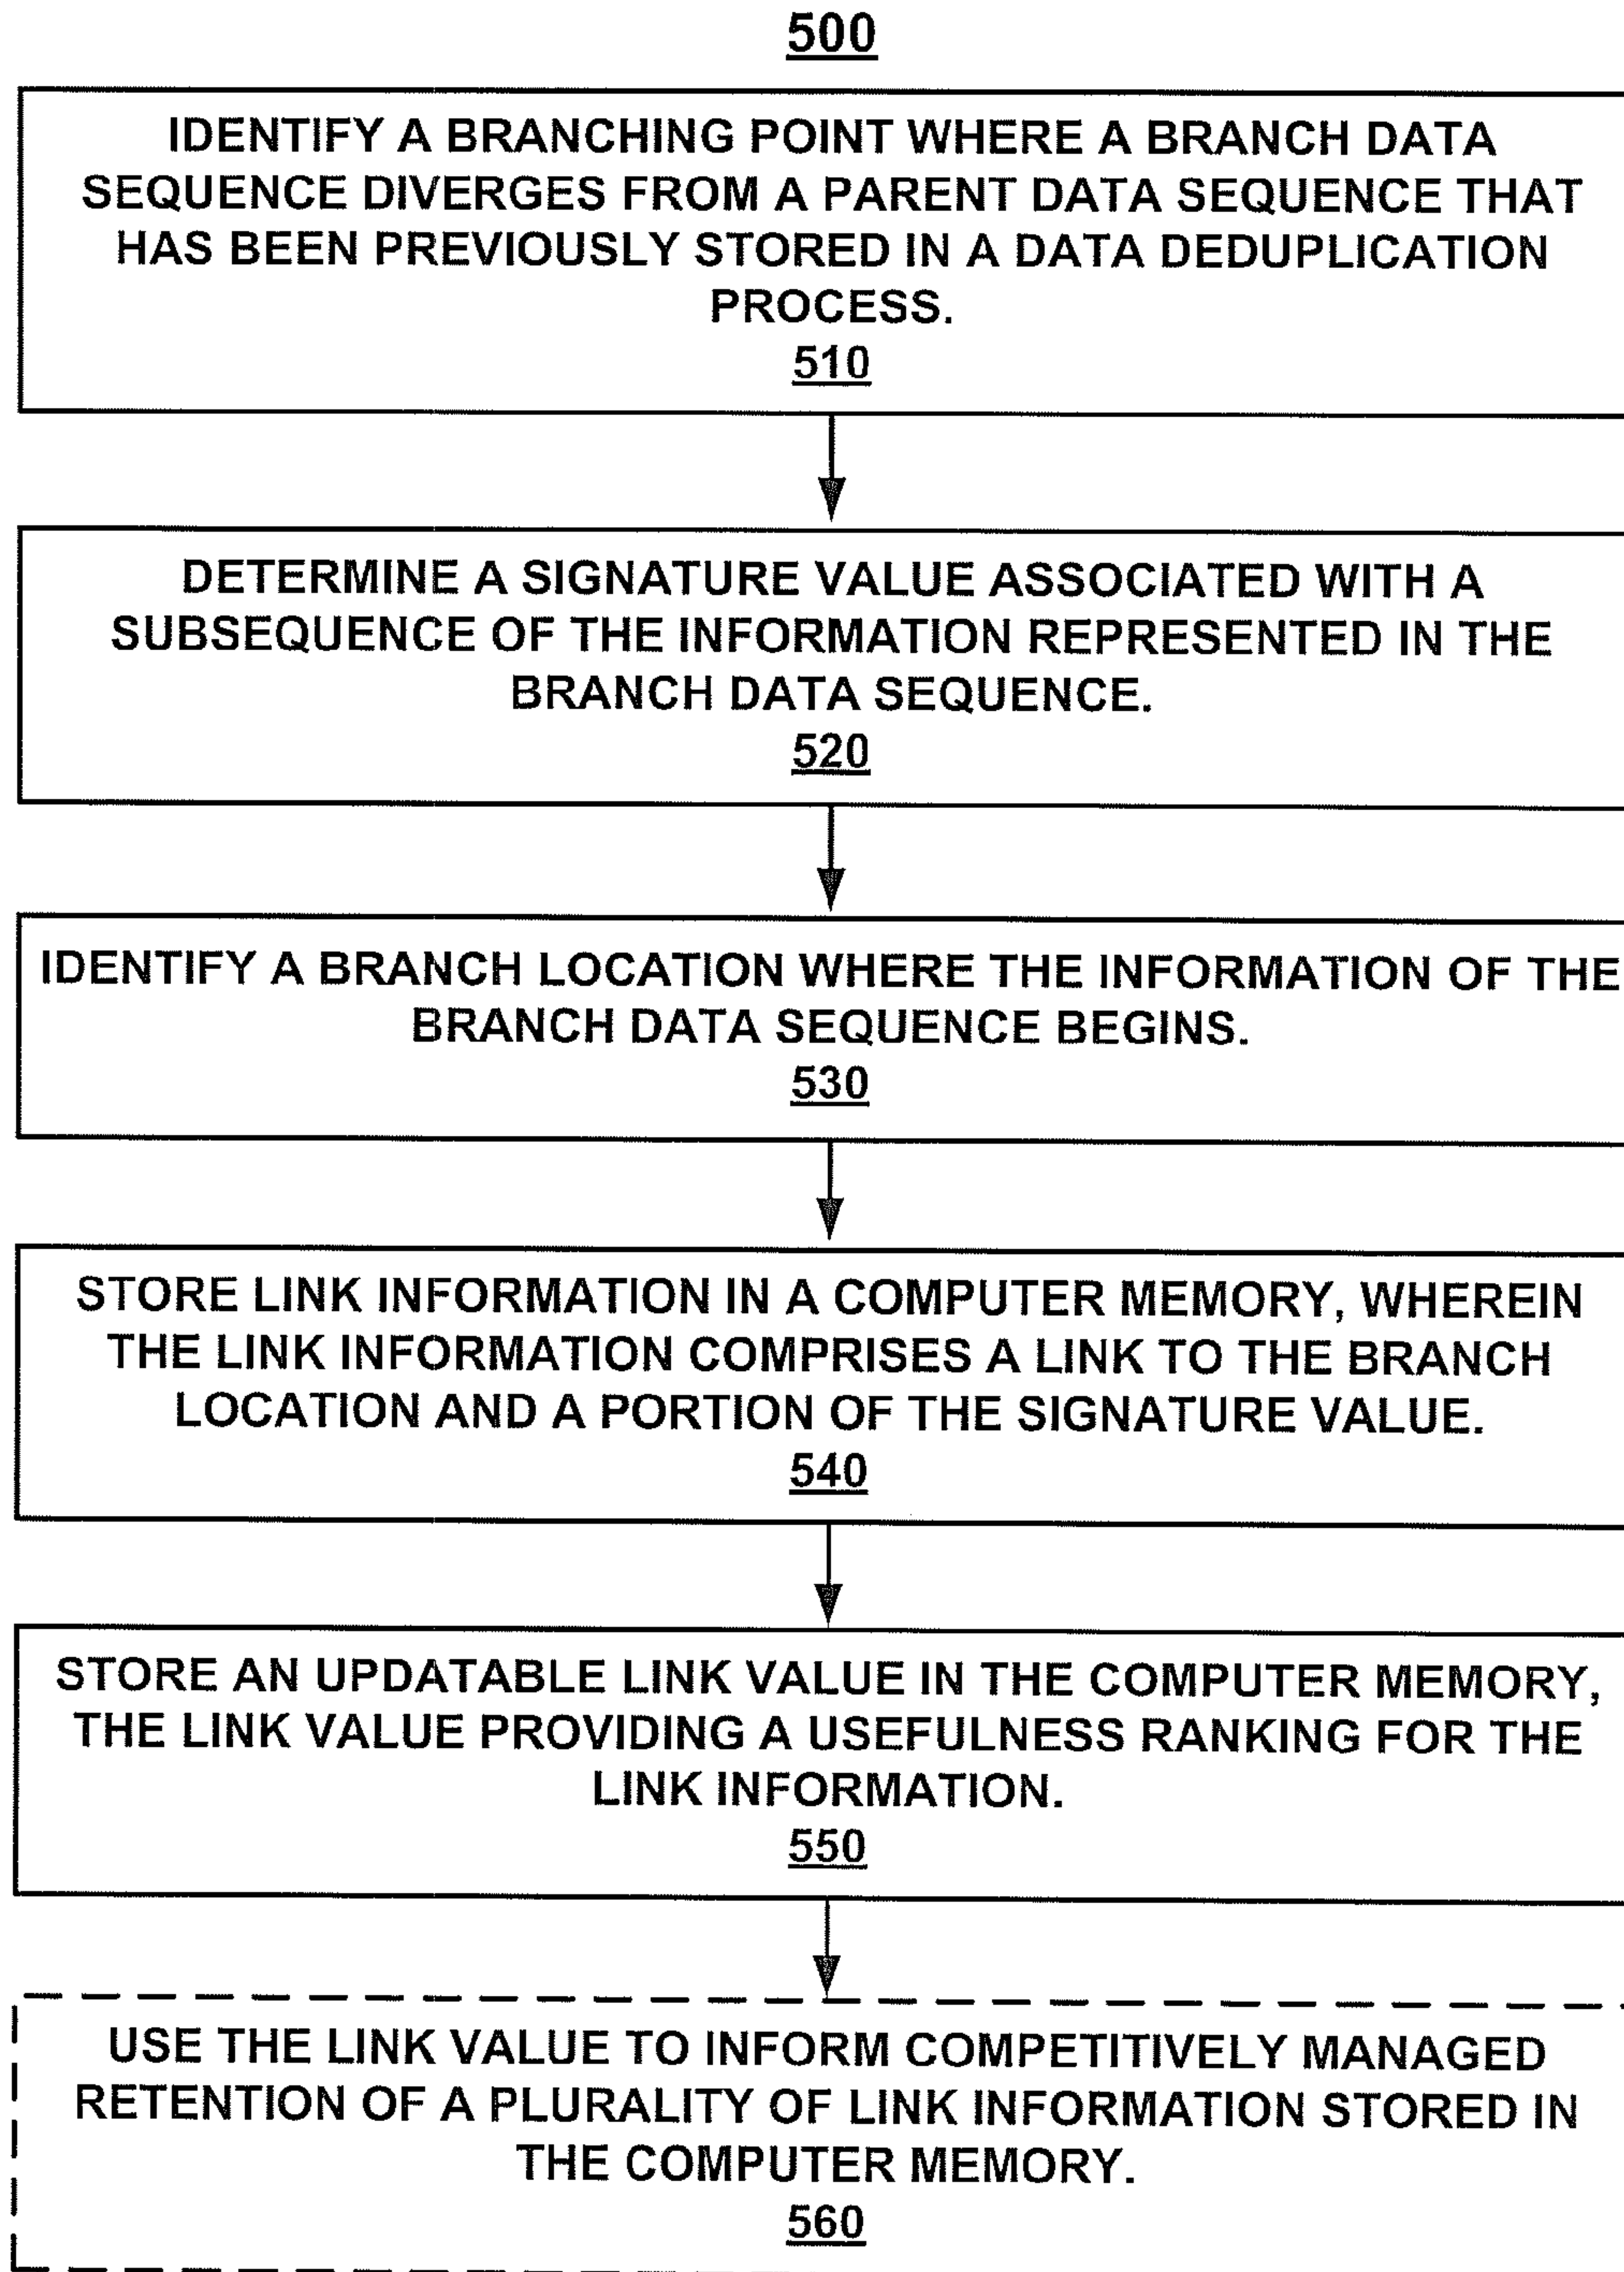 500
IDENTIFY A BRANCHING POINT WHERE A BRANCH DATA
SEQUENCE DIVERGES FROM A PARENT DATA SEQUENCE THAT
HAS BEEN PREVIOUSLY STORED IN A DATA DEDUPLICATION
PROCESS.
510
DETERMINE A SIGNATURE VALUE ASSOCIATED WITH A
SUBSEQUENCE OF THE INFORMATION REPRESENTED IN THE
BRANCH DATA SEQUENCE.
520
IDENTIFY A BRANCH LOCATION WHERE THE INFORMATION OF THE
BRANCH DATA SEQUENCE BEGINS.
530
STORE LINK INFORMATION IN A COMPUTER MEMORY, WHEREIN
THE LINK INFORMATION COMPRISES A LINK TO THE BRANCH
LOCATION AND A PORTION OF THE SIGNATURE VALUE.
540
STORE AN UPDATABLE LINK VALUE IN THE COMPUTER MEMORY,
THE LINK VALUE PROVIDING A USEFULNESS RANKING FOR THE
LINK INFORMATION.
550
USE THE LINK VALUE TO INFORM COMPETITIVELY MANAGED
RETENTION OF A PLURALITY OF LINK INFORMATION STORED IN
THE COMPUTER MEMORY.
560